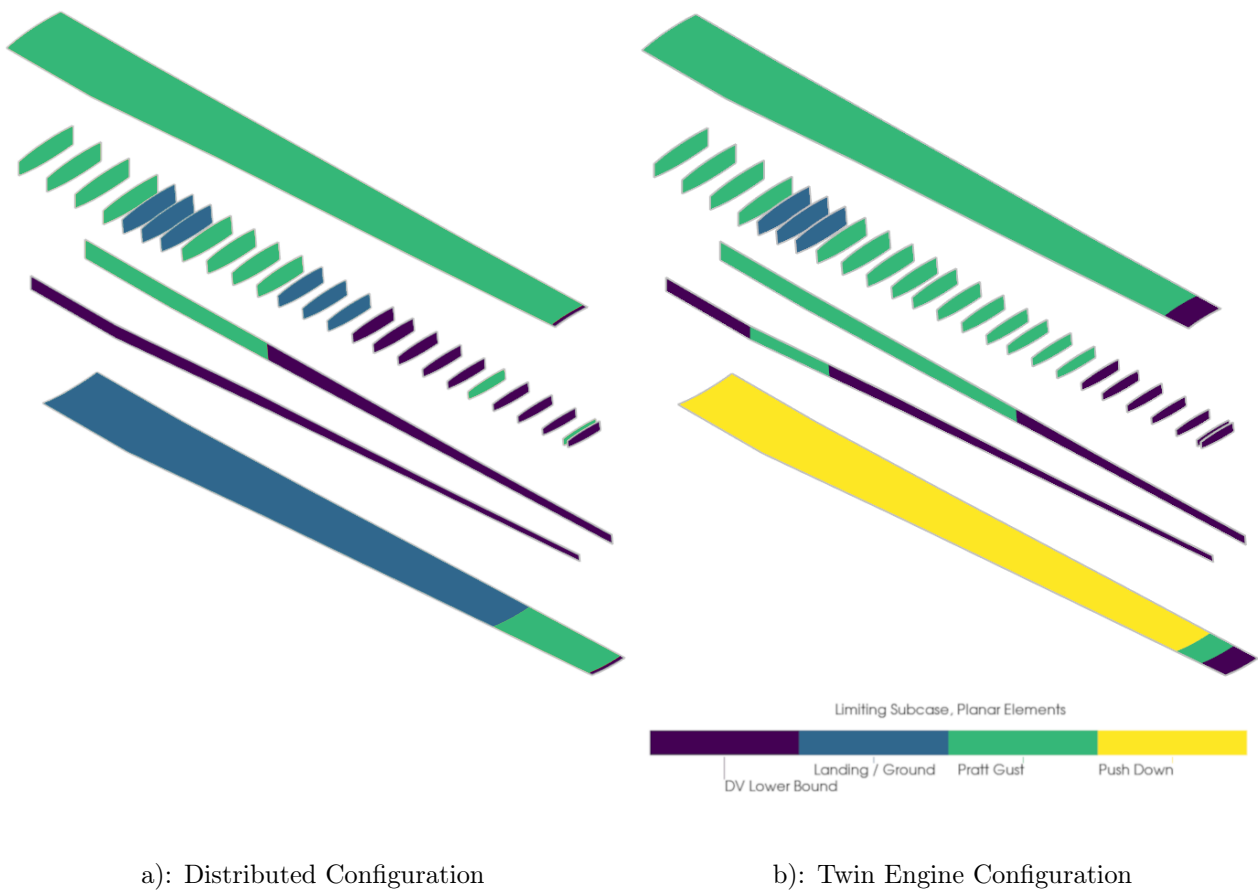 Limiting Subcase, Planar Elements
Landing / Ground
Pratt Gust
Push Down
DV Lower Bound
a): Distributed Configuration
b): Twin Engine Configuration